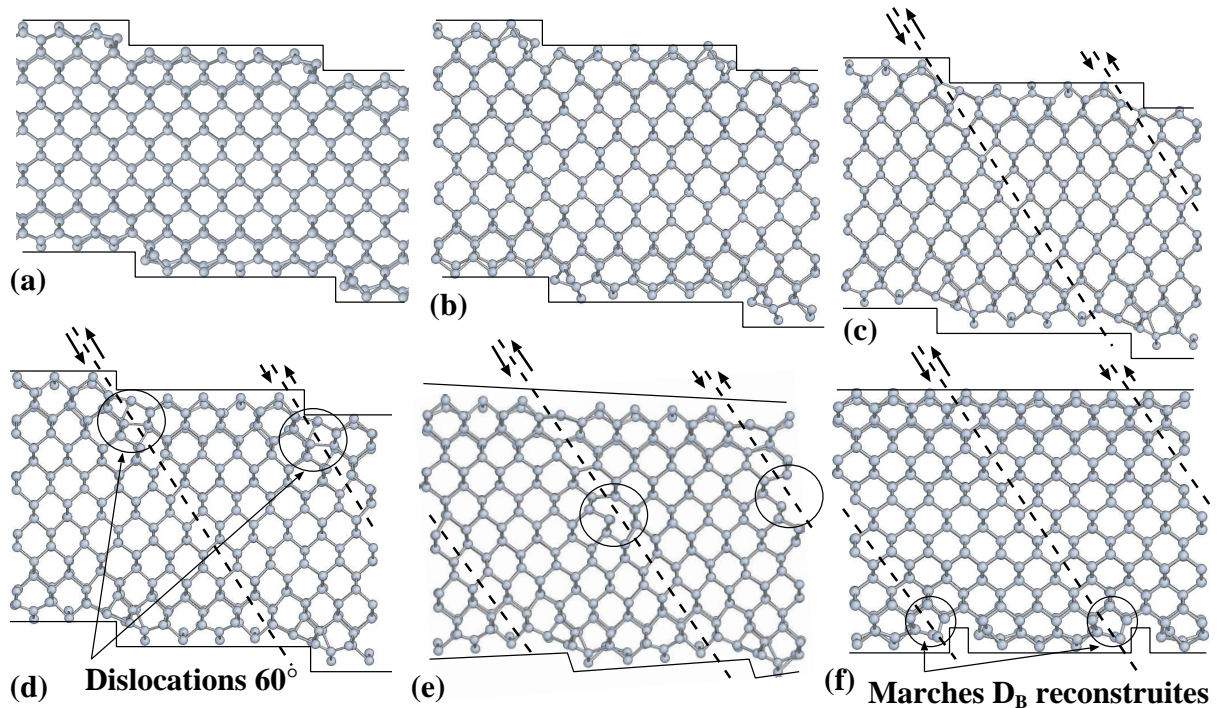 (a)
(b)
(c)
(d)
Dislocations 60°
(e)
(f)
Marches D_B reconstruites